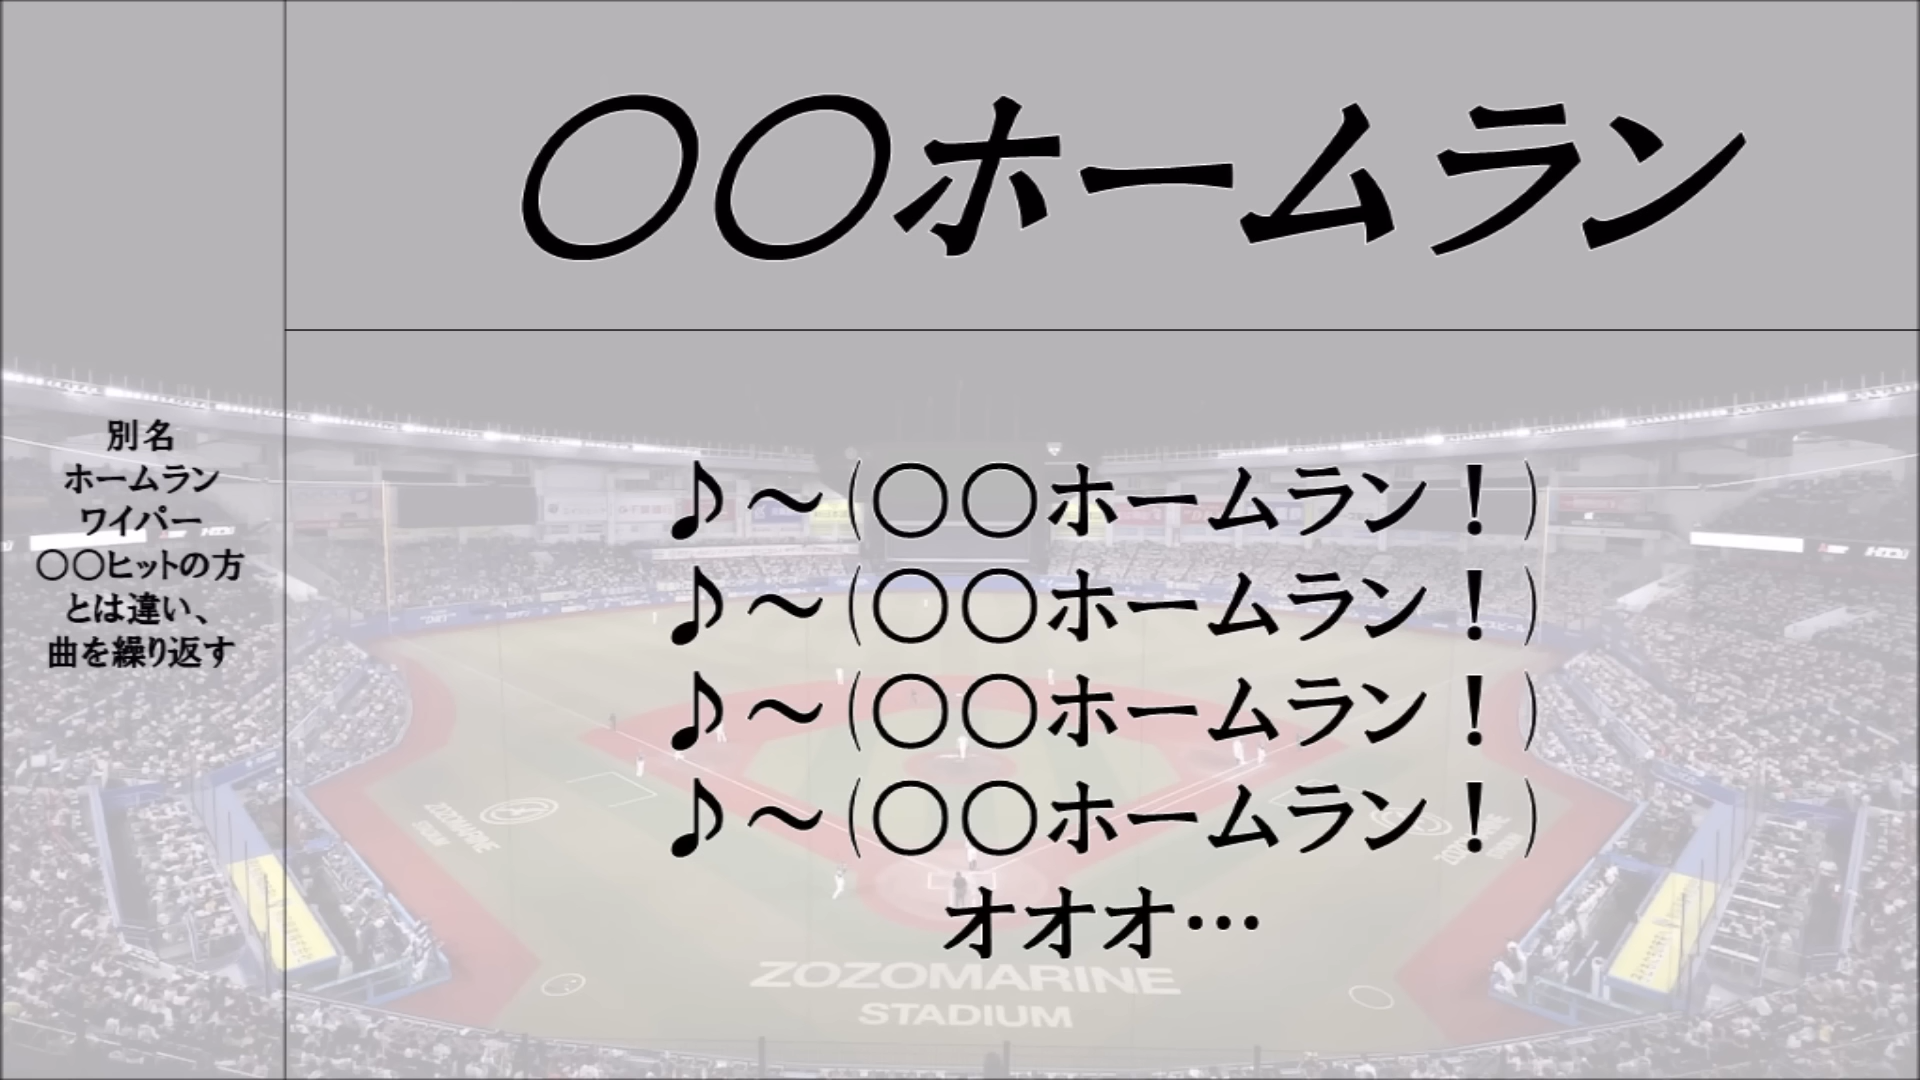 〇〇ホームラン
別名
ホームラン
ワイパー
〇〇ヒットの方
とは違い、
曲を繰り返す
♪～(〇〇ホームラン！)
♪～(〇〇ホームラン！)
♪～(〇〇ホームラン！)
♪～(〇〇ホームラン！)
オオオ…
ZOZOMARINE
STADIUM